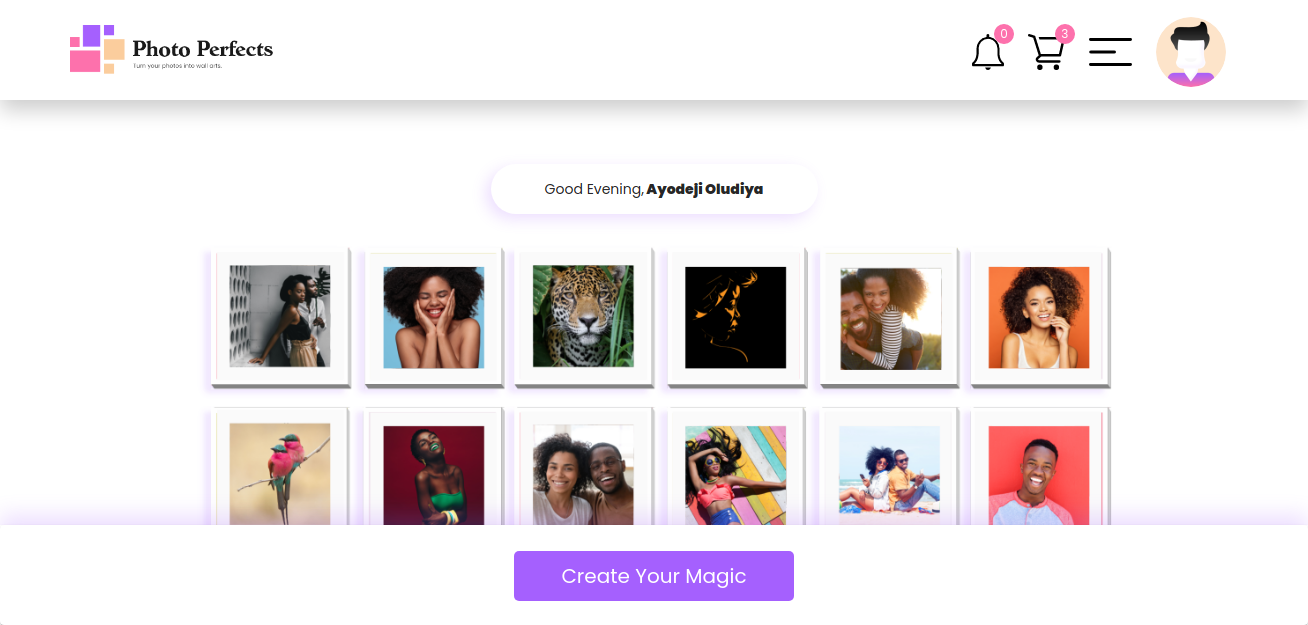 Photo Perfects
Turn your photos into wall arts.
0
3
Good Evening, Ayodeji Oludiya
Create Your Magic